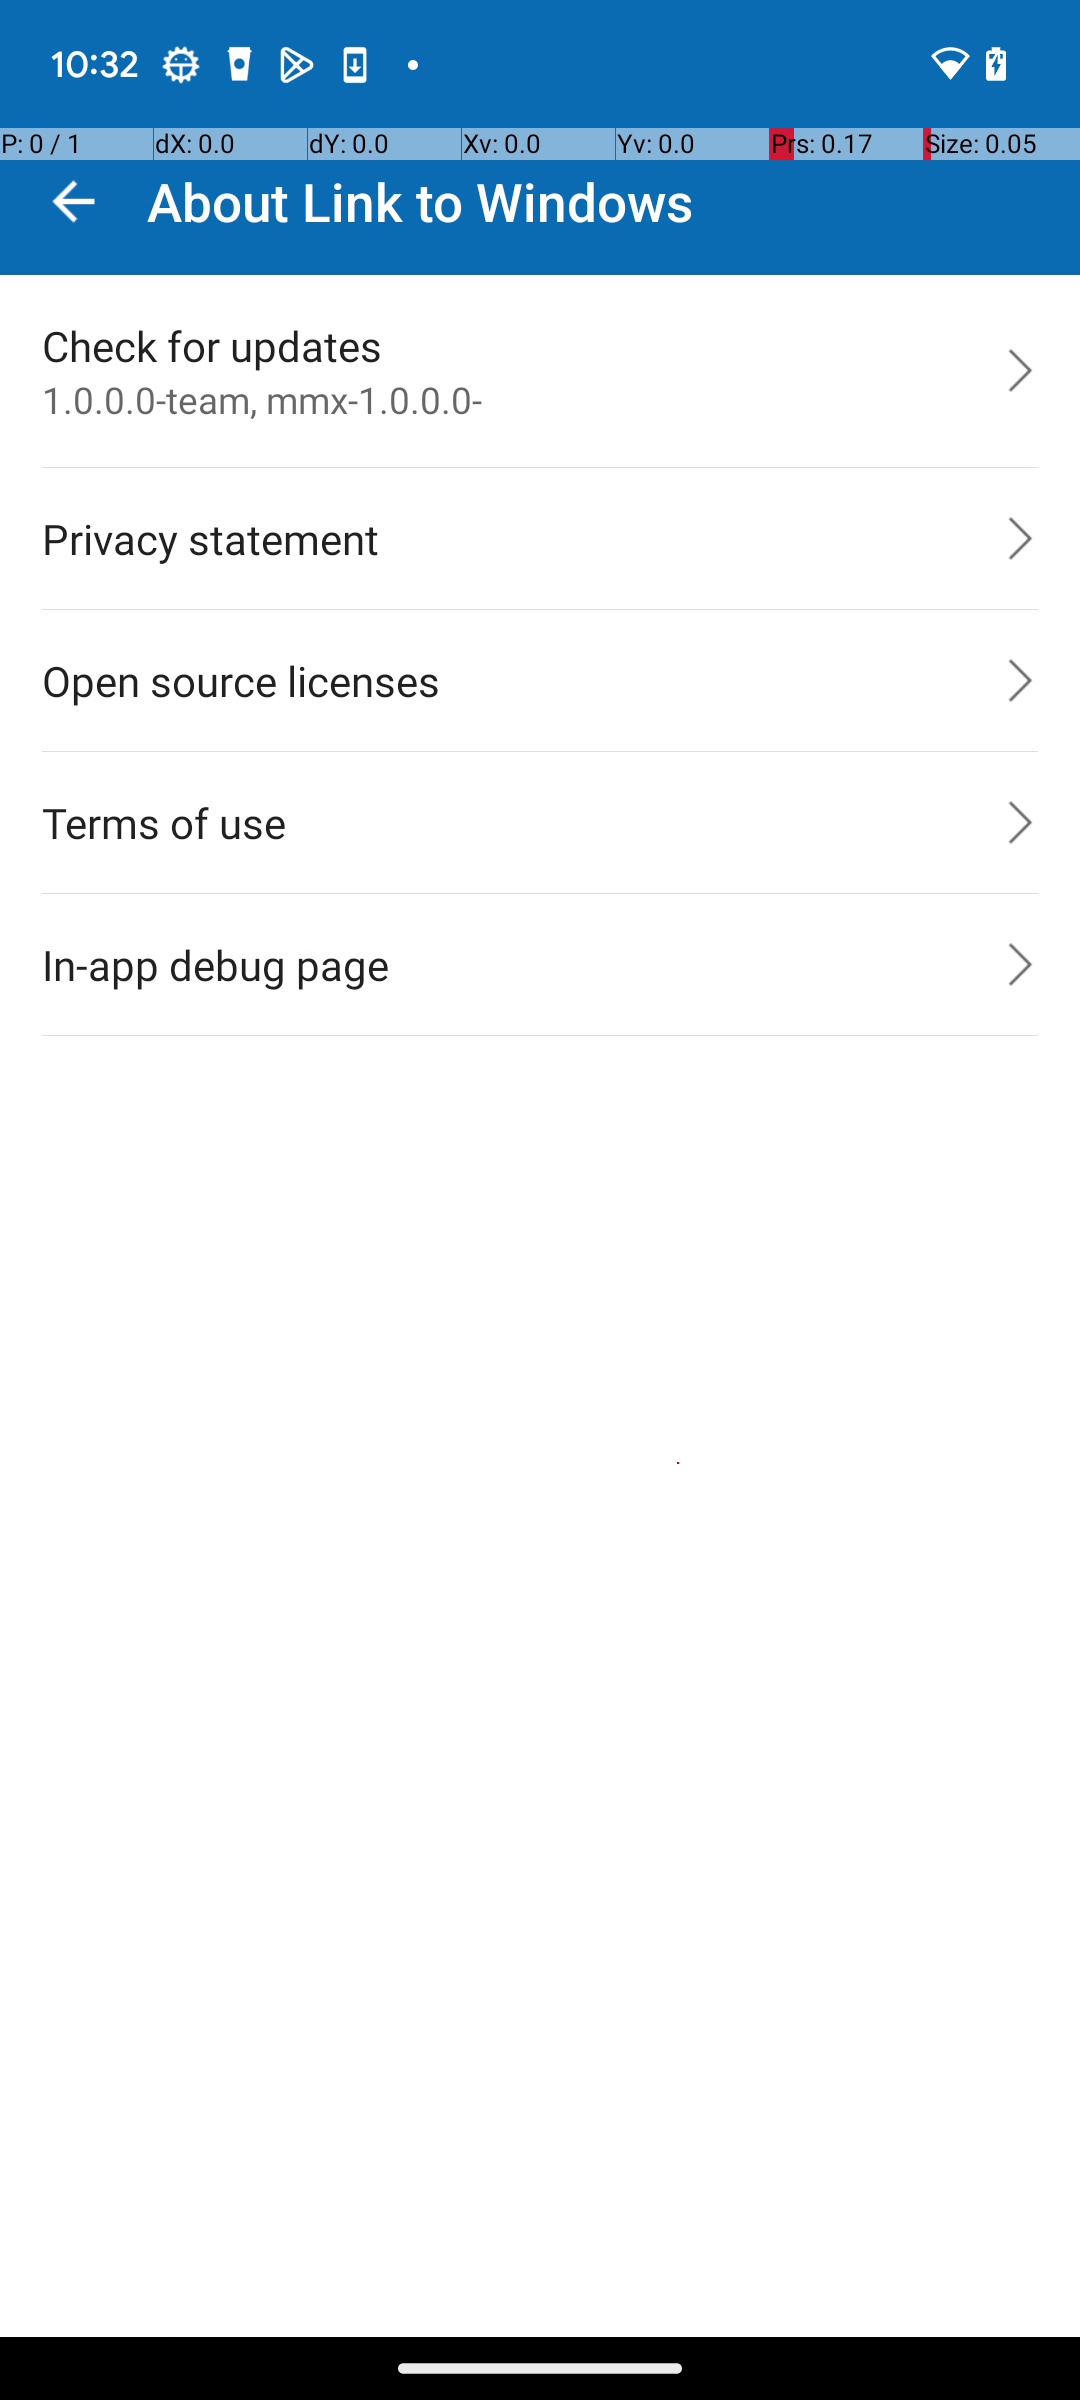 10:32
P: 0 / 1 dX: 0.0 dY: 0.0 Xv: 0.0 Yv: 0.0 Prs: 0.17 Size: 0.05
About Link to Windows
Check for updates
1.0.0.0-team, mmx-1.0.0.0-
Privacy statement
Open source licenses
Terms of use
In-app debug page